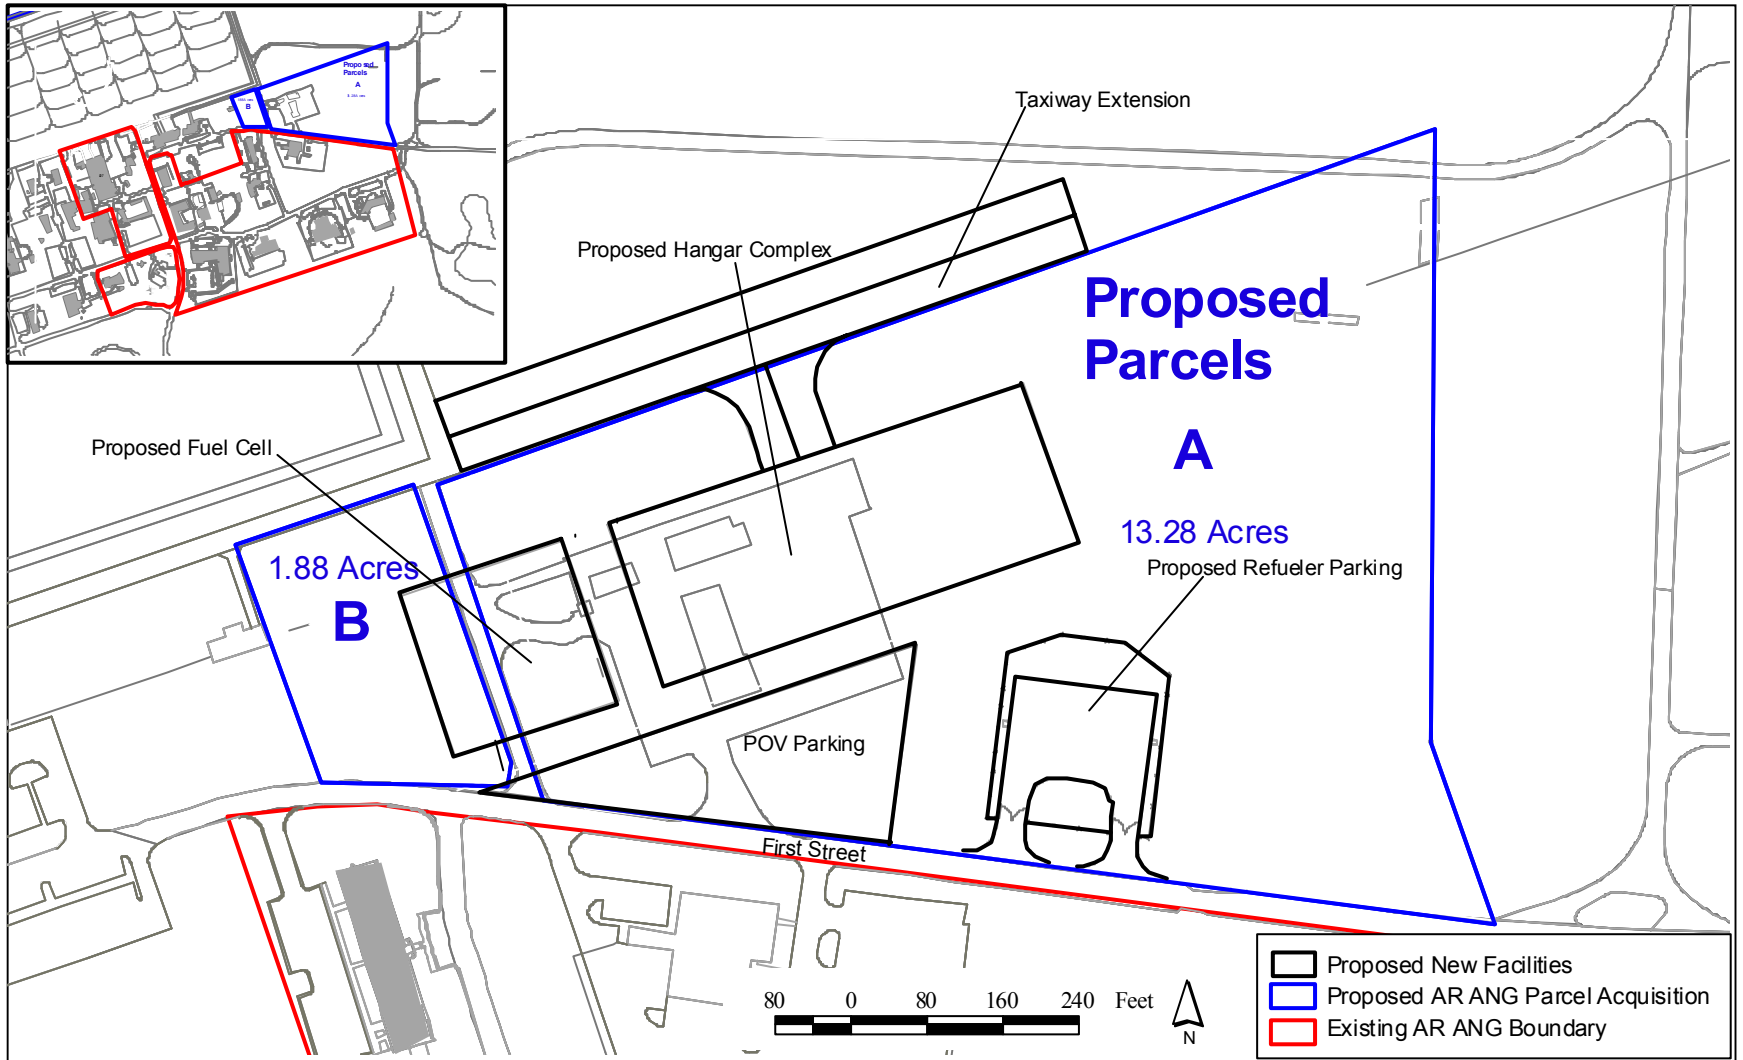 Proposed
Parcels
A
B
Taxiway Extension
Proposed Hangar Complex
Proposed
Parcels
A
13.28 Acres
Proposed Fuel Cell
1.88 Acres
B
Proposed Refueler Parking
POV Parking
First Street
80 0 80 160 240 Feet
N
Proposed New Facilities
Proposed AR ANG Parcel Acquisition
Existing AR ANG Boundary